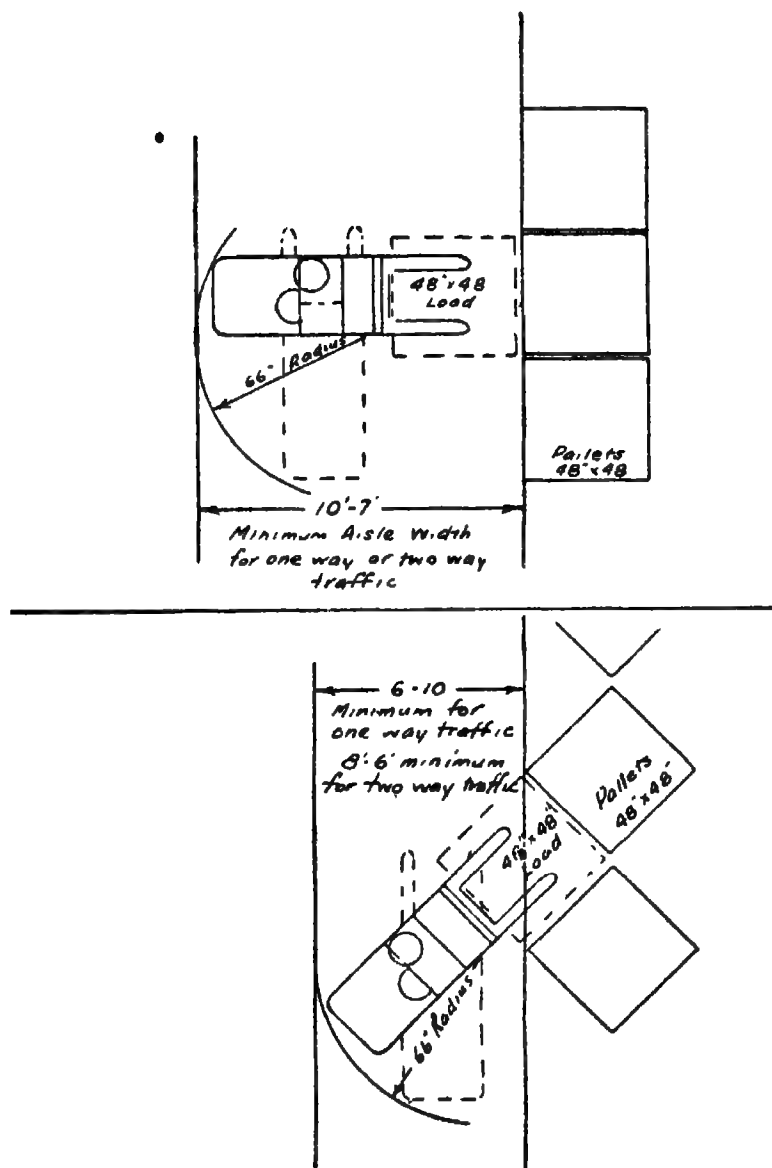 48"x48
Load
66" Radius
Pallets
48"x48
10'-7"
Minimum Aisle Width
for one way or two way
traffic
6-10
Minimum for
one way traffic
8'-6" minimum
for two way traffic
Pallets
48"x48"
48"x48"
Load
66" Radius